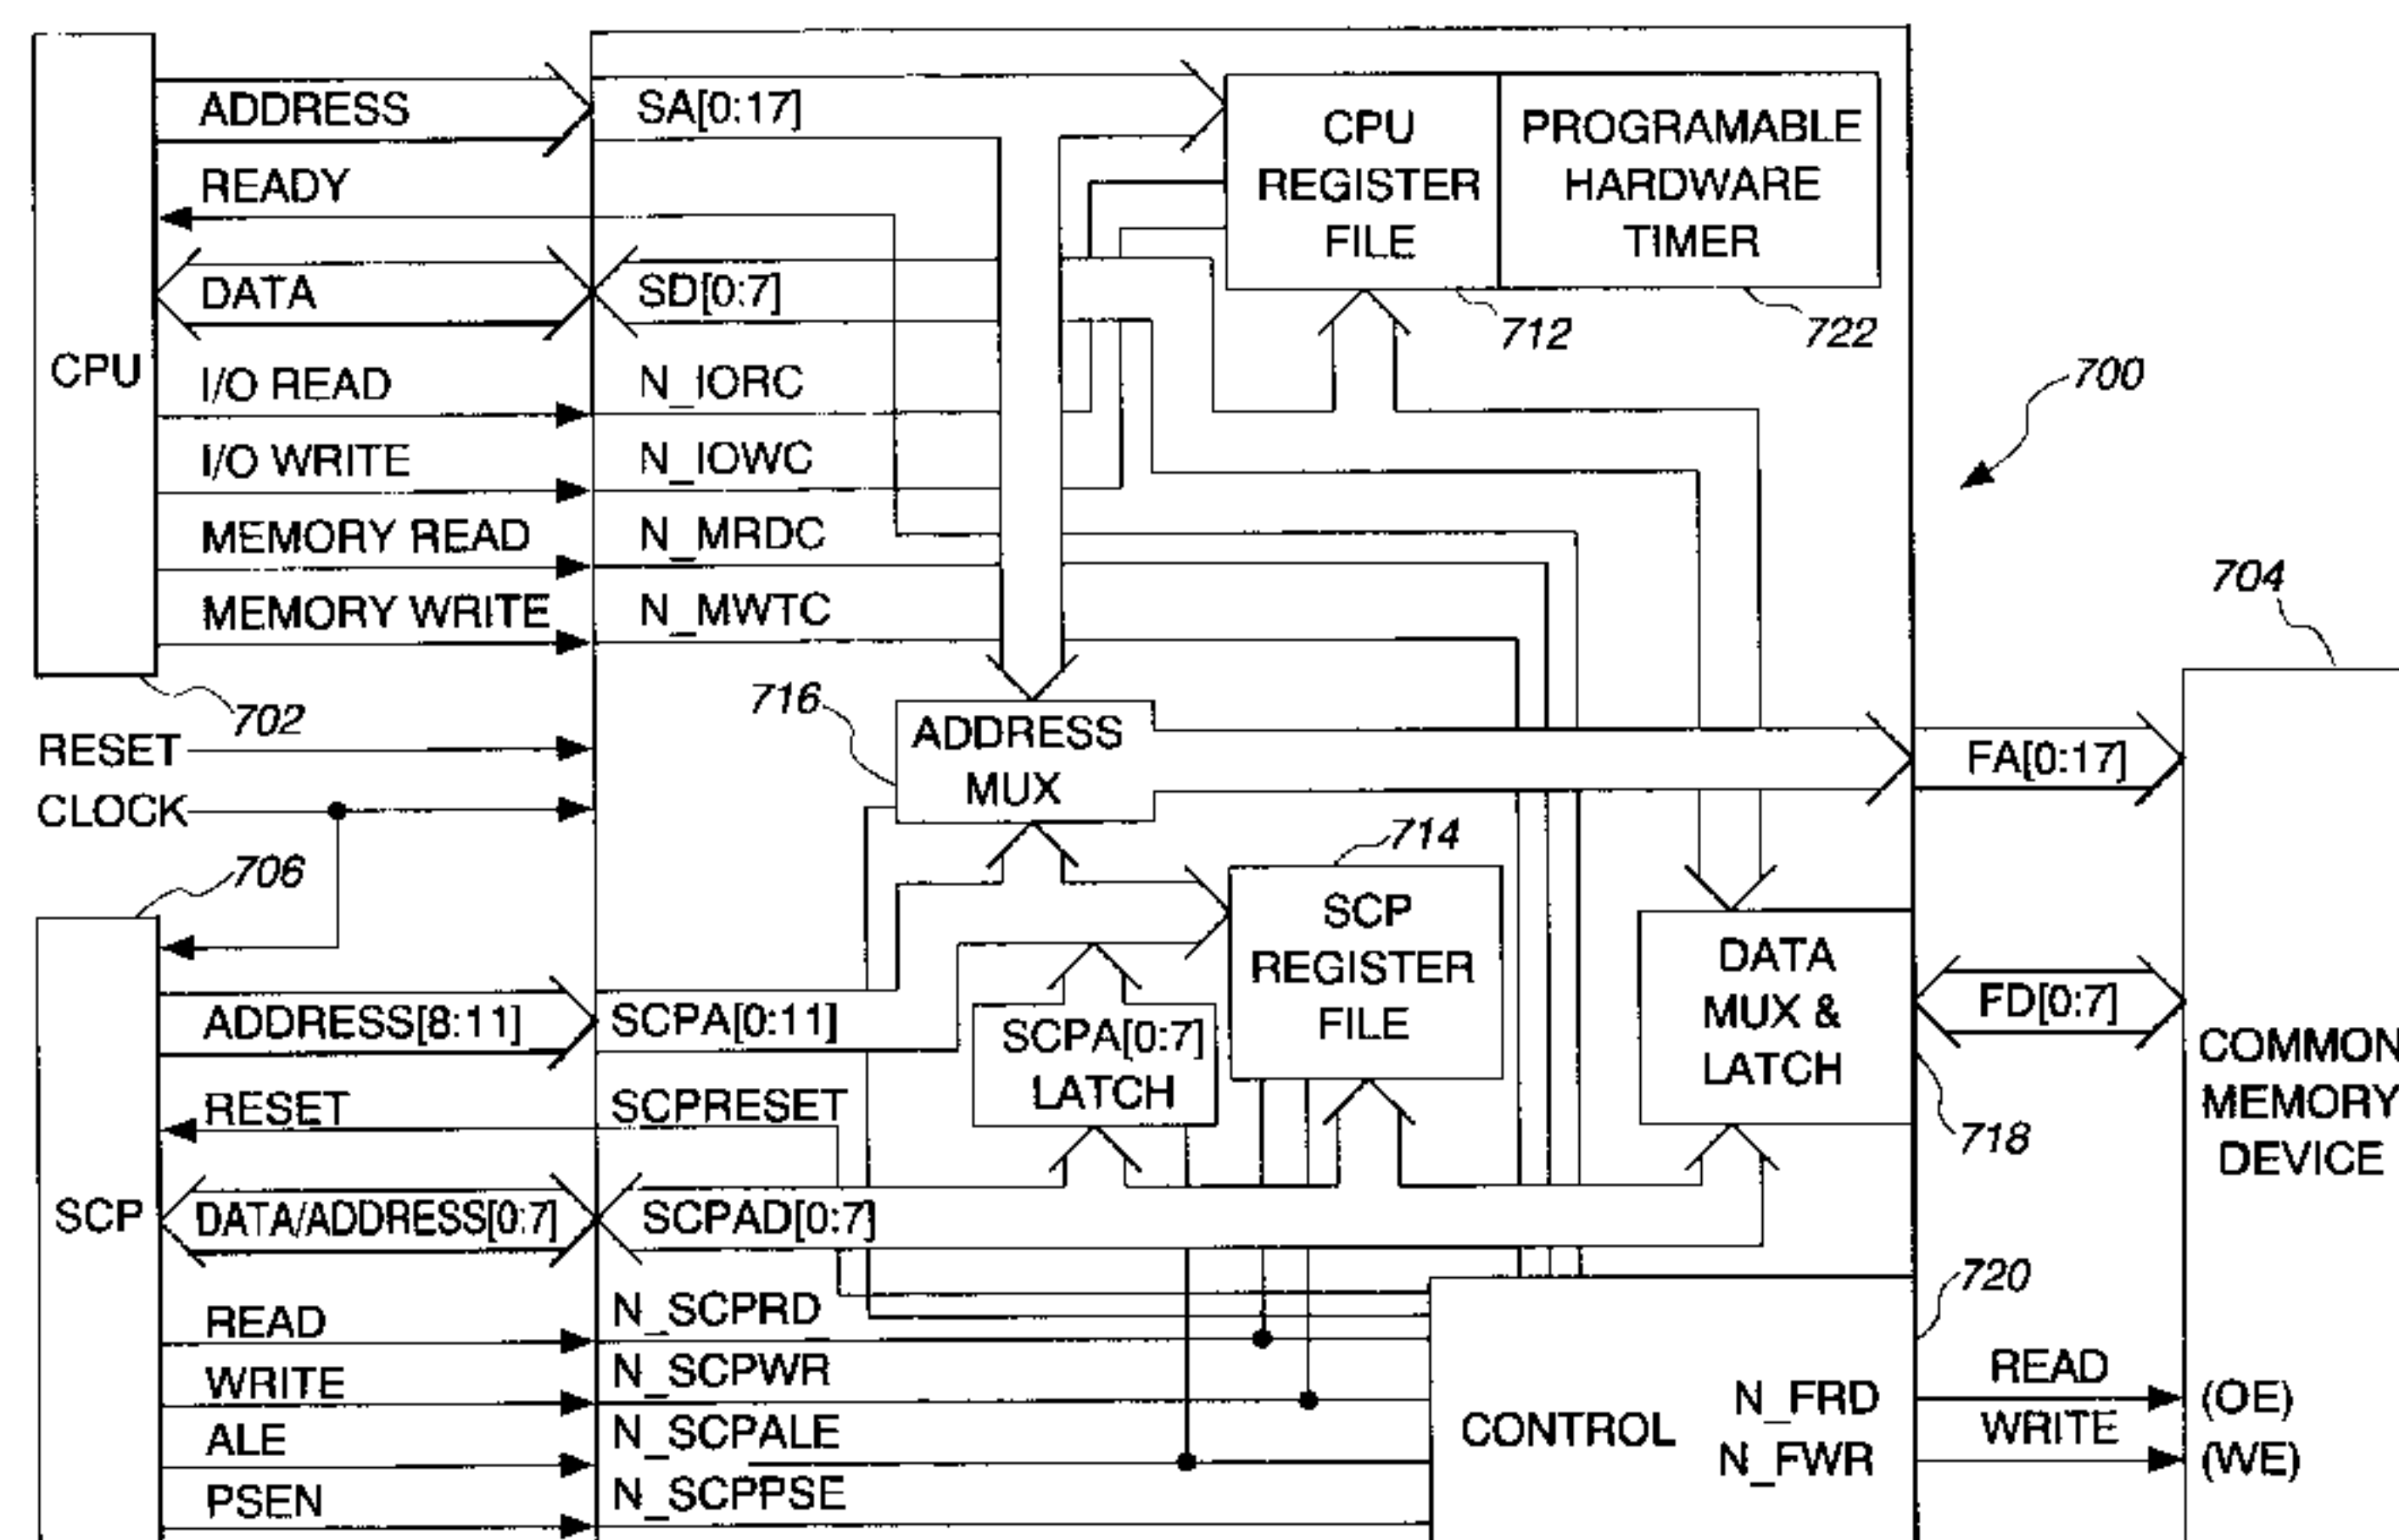 CPU
702
ADDRESS
READY
DATA
I/O READ
I/O WRITE
MEMORY READ
MEMORY WRITE
RESET
CLOCK
706
SCP
ADDRESS[8:11]
RESET
DATA/ADDRESS[0:7]
READ
WRITE
ALE
PSEN
SA[0:17]
SD[0:7]
N_IORC
N_IOWC
N_MRDC
N_MWTC
CPU
REGISTER
FILE
712
PROGRAMABLE
HARDWARE
TIMER
722
700
704
716
ADDRESS
MUX
FA[0:17]
714
SCP
REGISTER
FILE
SCPA[0:11]
SCPA[0:7]
LATCH
SCPRESET
SCPAD[0:7]
DATA
MUX &
LATCH
718
FD[0:7]
COMMON
MEMORY
DEVICE
N_SCPRD
N_SCPWR
N_SCPALE
N_SCPPSE
CONTROL
720
N_FRD
N_FWR
READ
WRITE
(OE)
(WE)